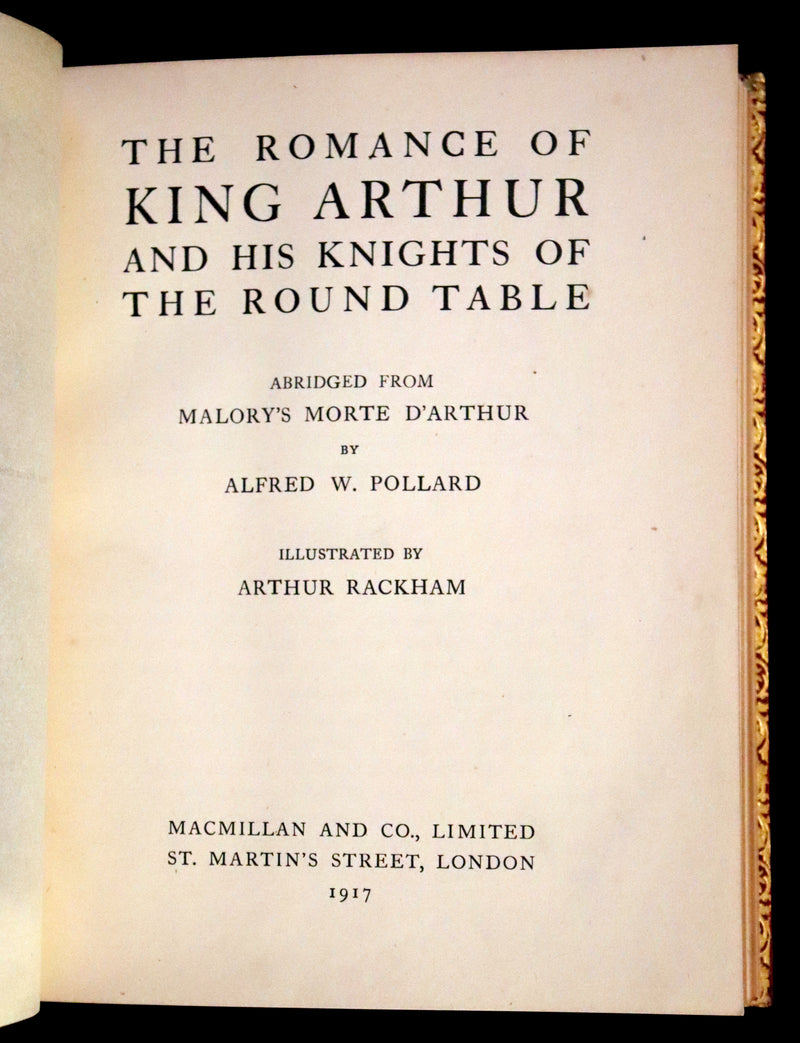 THE ROMANCE OF
KING ARTHUR
AND HIS KNIGHTS OF
THE ROUND TABLE
ABRIDGED FROM
MALORY'S MORTE D'ARTHUR
BY
ALFRED W. POLLARD
ILLUSTRATED BY
ARTHUR RACKHAM
MACMILLAN AND CO., LIMITED
ST. MARTIN'S STREET, LONDON
1917